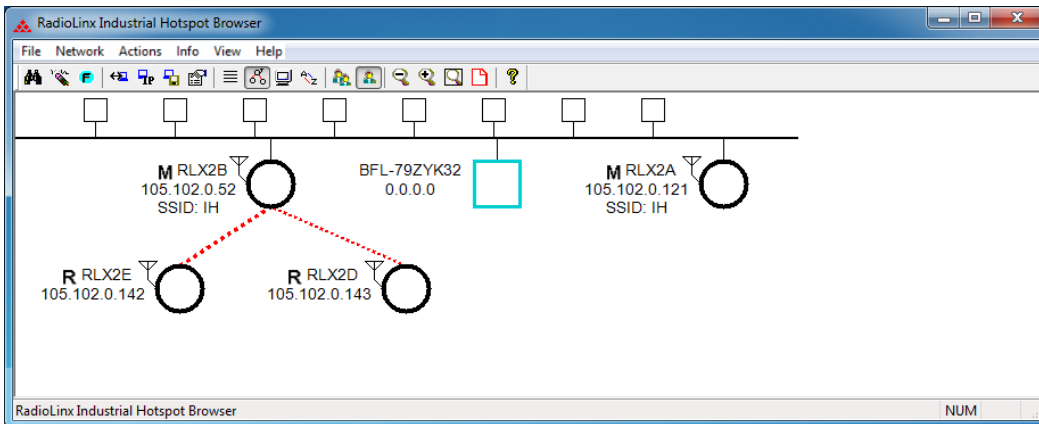 RadioLinx Industrial Hotspot Browser
File Network Actions Info View Help
F IP A Z ?
M RLX2B
105.102.0.52
SSID: IH
BFL-79ZYK32
0.0.0.0
M RLX2A
105.102.0.121
SSID: IH
R RLX2E
105.102.0.142
R RLX2D
105.102.0.143
RadioLinx Industrial Hotspot Browser NUM